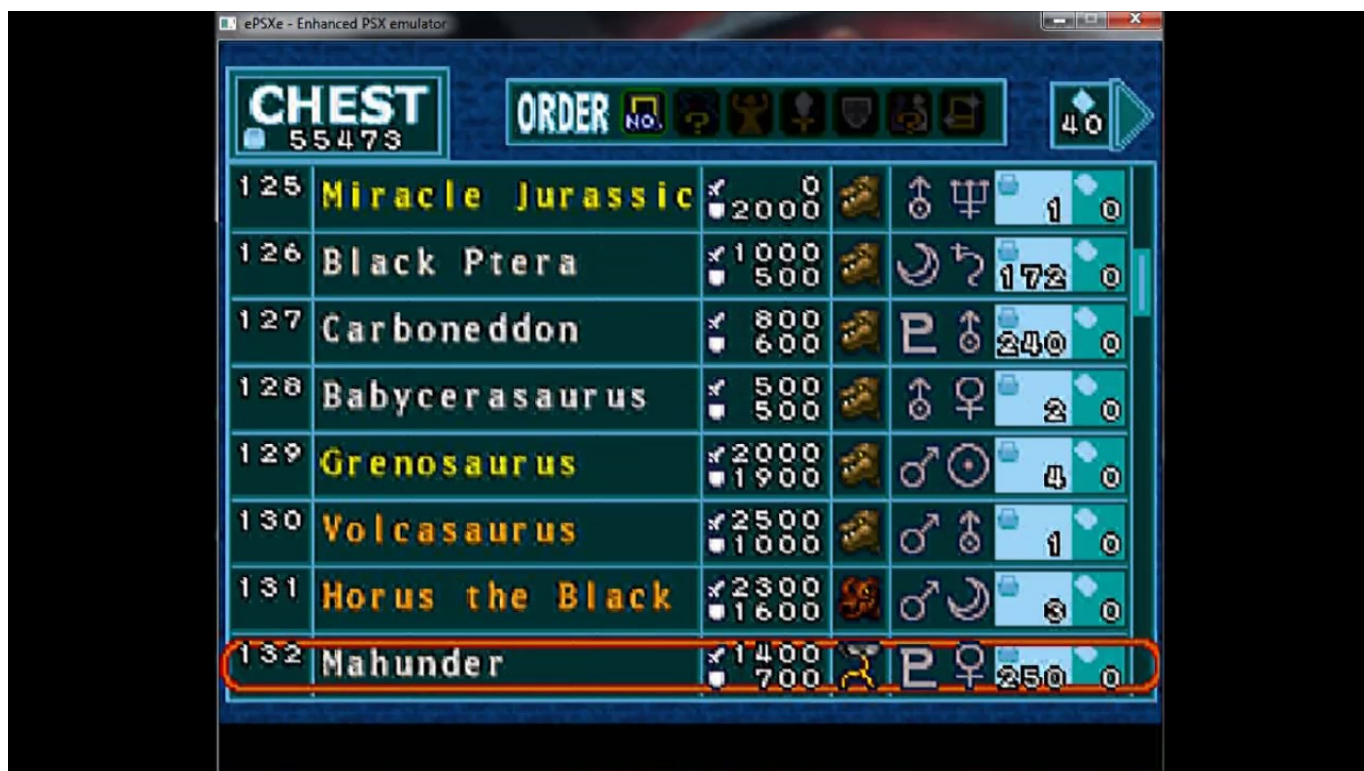 ePSXe - Enhanced PSX emulator
CHEST
55473
ORDER NO.
40
125 Miracle Jurassic 0 2000 1 0
126 Black Ptera 1000 500 172 0
127 Carboneddon 800 600 240 0
128 Babycerasaurus 500 500 2 0
129 Grenosaurus 2000 1900 4 0
130 Volcasaurus 2500 1000 1 0
131 Horus the Black 2300 1600 3 0
132 Mahunder 1400 700 250 0